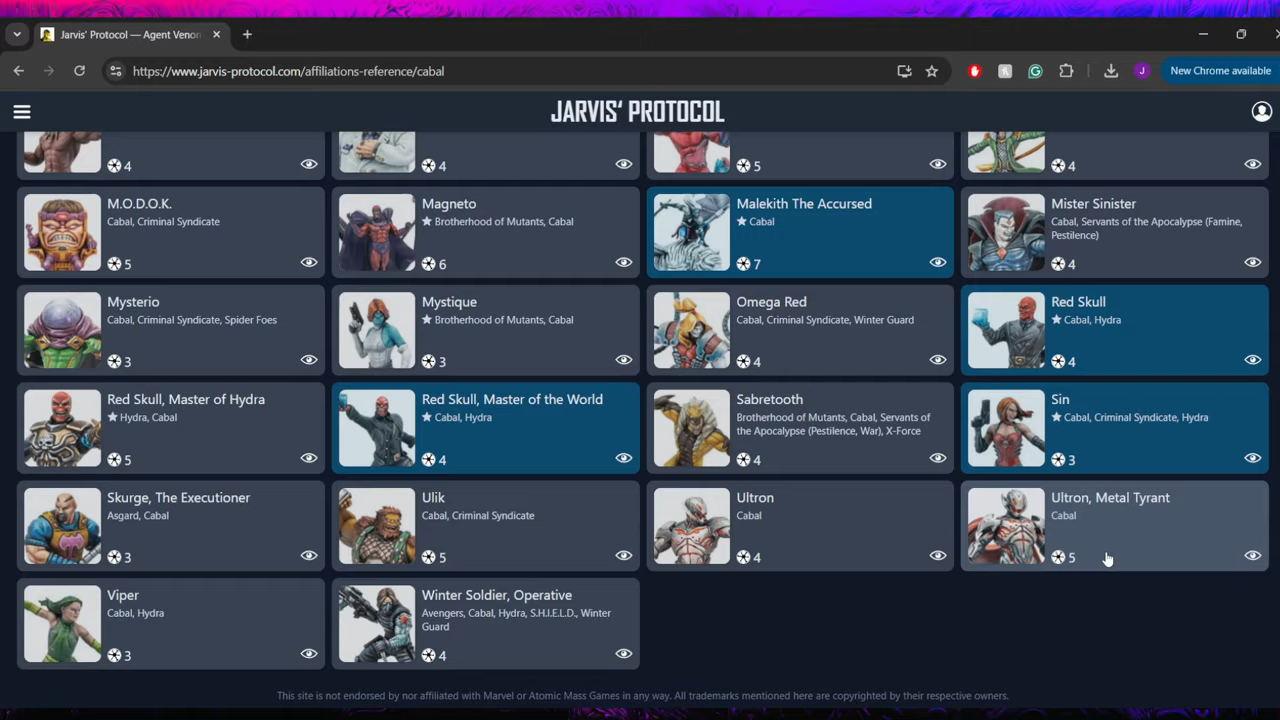 Jarvis' Protocol — Agent Venon
https://www.jarvis-protocol.com/affiliations-reference/cabal
J
New Chrome available
JARVIS' PROTOCOL
4
4
5
4
M.O.D.O.K.
Cabal, Criminal Syndicate
5
Magneto
Brotherhood of Mutants, Cabal
6
Malekith The Accursed
Cabal
7
Mister Sinister
Cabal, Servants of the Apocalypse (Famine,
Pestilence)
4
Mysterio
Cabal, Criminal Syndicate, Spider Foes
3
Mystique
Brotherhood of Mutants, Cabal
3
Omega Red
Cabal, Criminal Syndicate, Winter Guard
4
Red Skull
Cabal, Hydra
4
Red Skull, Master of Hydra
Hydra, Cabal
5
Red Skull, Master of the World
Cabal, Hydra
4
Sabretooth
Brotherhood of Mutants, Cabal, Servants of
the Apocalypse (Pestilence, War), X-Force
4
Sin
Cabal, Criminal Syndicate, Hydra
3
Skurge, The Executioner
Asgard, Cabal
3
Ulik
Cabal, Criminal Syndicate
5
Ultron
Cabal
4
Ultron, Metal Tyrant
Cabal
5
Viper
Cabal, Hydra
3
Winter Soldier, Operative
Avengers, Cabal, Hydra, S.H.I.E.L.D., Winter
Guard
4
This site is not endorsed by nor affiliated with Marvel or Atomic Mass Games in any way. All trademarks mentioned here are copyrighted by their respective owners.